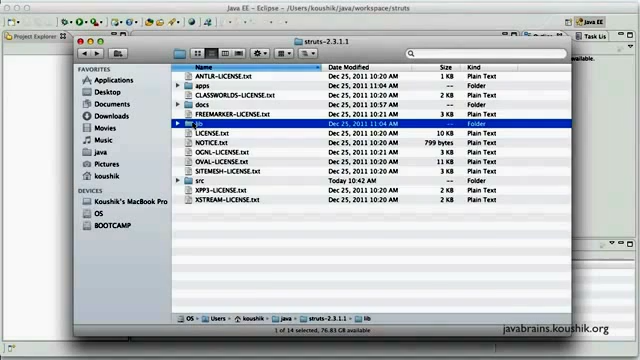 Java EE - Eclipse - /Users/koushik/java/workspace/struts
Java EE
Project Explorer
Task Lis
available.
struts-2.3.1.1
FAVORITES
Applications
Desktop
Documents
Downloads
Movies
Music
java
Pictures
koushik
DEVICES
Koushik's MacBook Pro
OS
BOOTCAMP
Name Date Modified Size Kind
ANTLR-LICENSE.txt Dec 25, 2011 10:20 AM 1 KB Plain Text
apps Dec 25, 2011 11:04 AM -- Folder
CLASSWORLDS-LICENSE.txt Dec 25, 2011 10:20 AM 2 KB Plain Text
docs Dec 25, 2011 10:57 AM -- Folder
FREEMARKER-LICENSE.txt Dec 25, 2011 10:21 AM 3 KB Plain Text
lib Dec 25, 2011 11:04 AM -- Folder
LICENSE.txt Dec 25, 2011 10:20 AM 10 KB Plain Text
NOTICE.txt Dec 25, 2011 10:20 AM 799 bytes Plain Text
OGNL-LICENSE.txt Dec 25, 2011 10:21 AM 3 KB Plain Text
OVAL-LICENSE.txt Dec 25, 2011 10:20 AM 11 KB Plain Text
SITEMESH-LICENSE.txt Dec 25, 2011 10:21 AM 3 KB Plain Text
src Today 10:42 AM -- Folder
XPP3-LICENSE.txt Dec 25, 2011 10:20 AM 2 KB Plain Text
XSTREAM-LICENSE.txt Dec 25, 2011 10:20 AM 2 KB Plain Text
OS Users koushik java struts-2.3.1.1 lib
1 of 14 selected, 76.83 GB available
javabrains.koushik.org